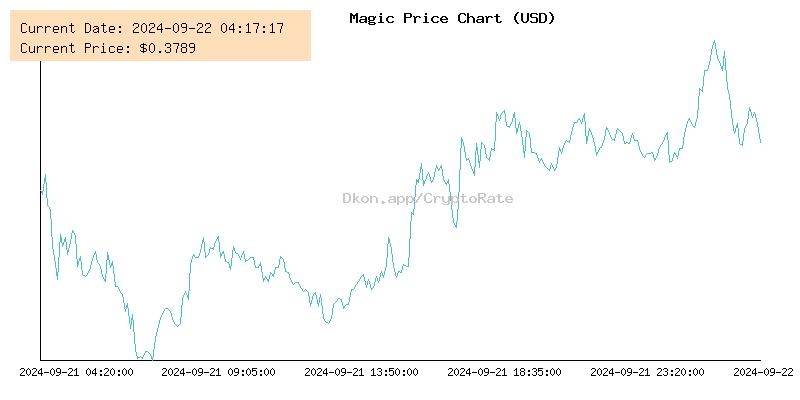 Magic Price Chart (USD)
Current Date: 2024-09-22 04:17:17
Current Price: $0.3789
Dkon.app/CryptoRate
2024-09-21 04:20:00 2024-09-21 09:05:00 2024-09-21 13:50:00 2024-09-21 18:35:00 2024-09-21 23:20:00 2024-09-22